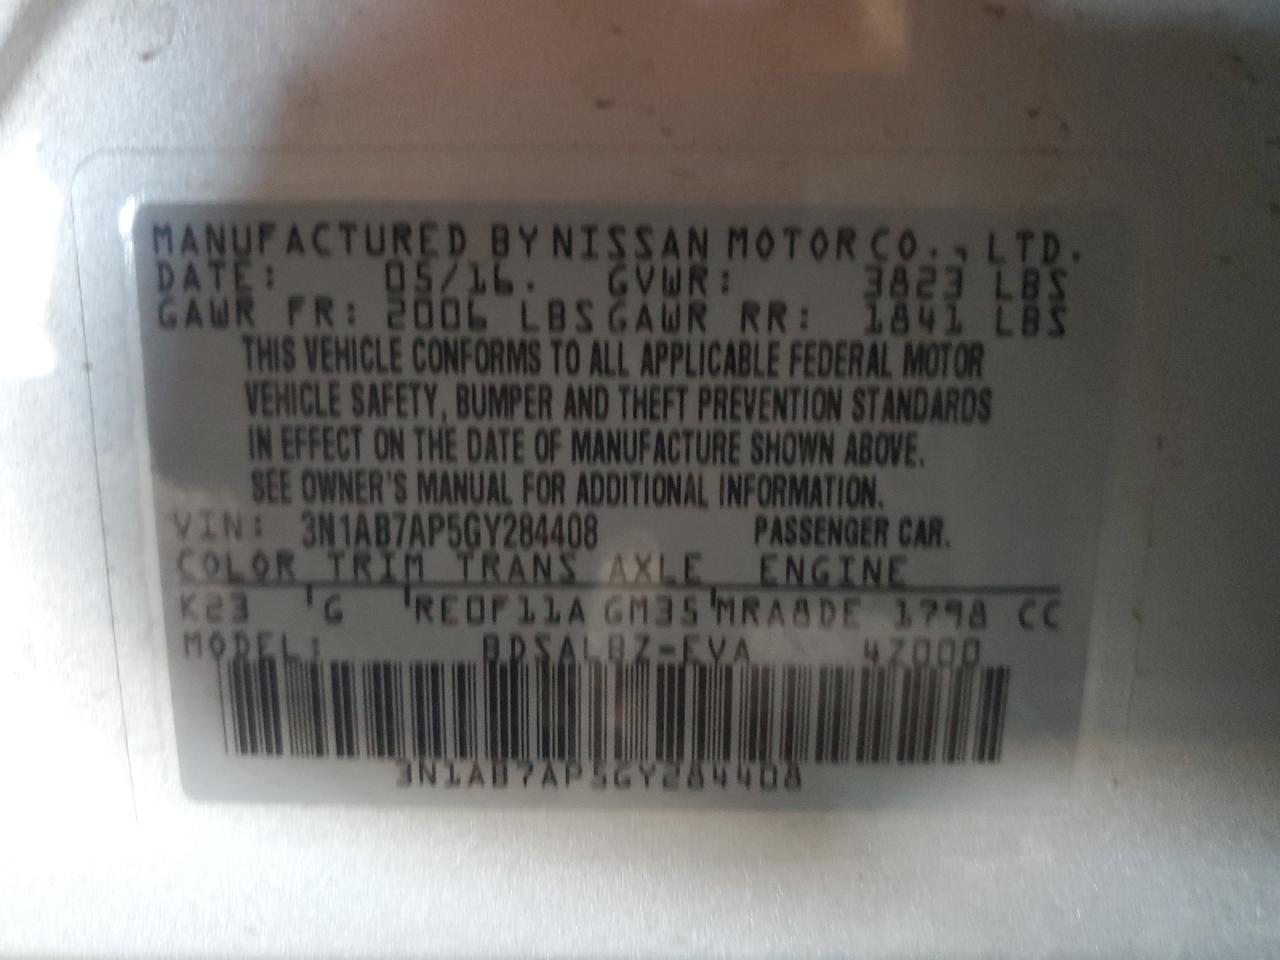 MANUFACTURED BY NISSAN MOTOR CO., LTD.
DATE: 05/16. GVWR: 3823 LBS
GAWR FR: 2006 LBS GAWR RR: 1841 LBS
THIS VEHICLE CONFORMS TO ALL APPLICABLE FEDERAL MOTOR
VEHICLE SAFETY, BUMPER AND THEFT PREVENTION STANDARDS
IN EFFECT ON THE DATE OF MANUFACTURE SHOWN ABOVE.
SEE OWNER'S MANUAL FOR ADDITIONAL INFORMATION.
VIN: 3N1AB7AP5GY284408 PASSENGER CAR.
COLOR TRIM TRANS AXLE ENGINE
K23 G RE0F11A GM35 MRA8DE 1798 CC
MODEL: BDSALBZ-EVA 4Z000
3N1AB7AP5GY284408